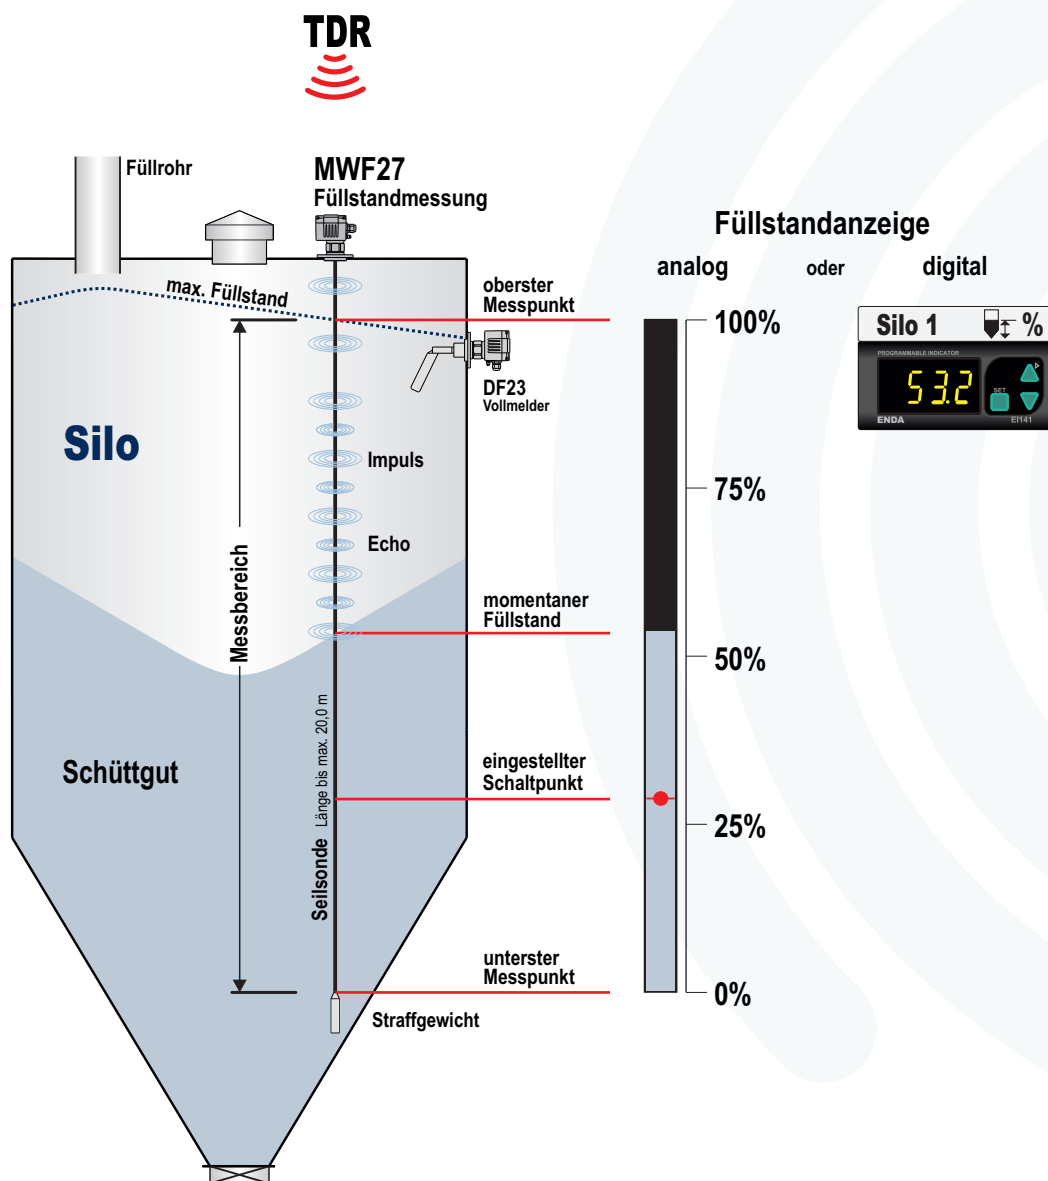 TDR
Füllrohr
MWF27
Füllstandmessung
Füllstandanzeige
analog
oder
digital
max. Füllstand
oberster
Messpunkt
100%
Silo 1
%
PROGRAMMABLE INDICATOR
53.2
SET
ENDA
EI141
DF23
Vollmelder
Silo
Impuls
75%
Echo
Messbereich
momentaner
Füllstand
50%
Schüttgut
Seilsonde Länge bis max. 20,0 m
eingestellter
Schaltpunkt
25%
unterster
Messpunkt
0%
Straffgewicht